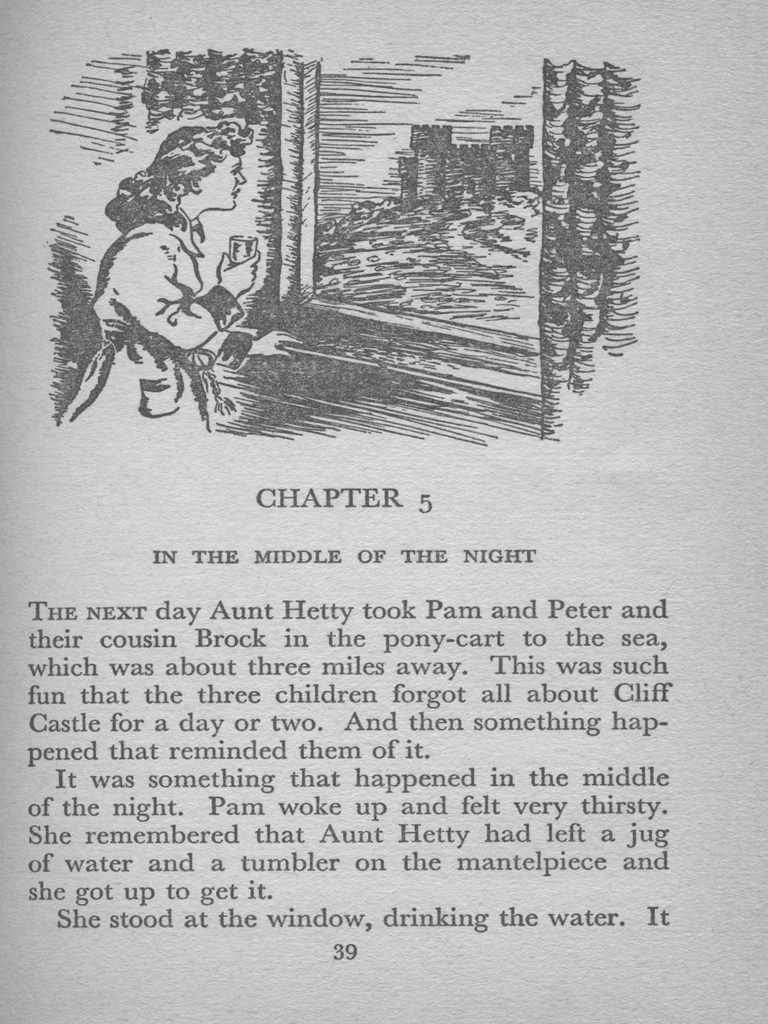 CHAPTER 5
IN THE MIDDLE OF THE NIGHT
THE NEXT day Aunt Hetty took Pam and Peter and
their cousin Brock in the pony-cart to the sea,
which was about three miles away. This was such
fun that the three children forgot all about Cliff
Castle for a day or two. And then something hap-
pened that reminded them of it.
It was something that happened in the middle
of the night. Pam woke up and felt very thirsty.
She remembered that Aunt Hetty had left a jug
of water and a tumbler on the mantelpiece and
she got up to get it.
She stood at the window, drinking the water. It
39